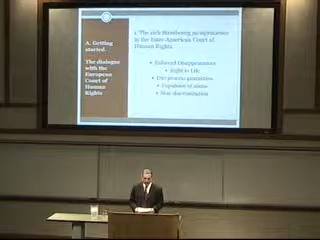 A. Getting
started.
The dialogue
with the
European
Court of
Human
Rights
1. The rich Strasbourg jurisprudence
in the Inter-American Court of
Human Rights.
• Enforced Disappearances
• Right to Life
• Due process guarantees
• Expulsion of aliens
• Non-discrimination